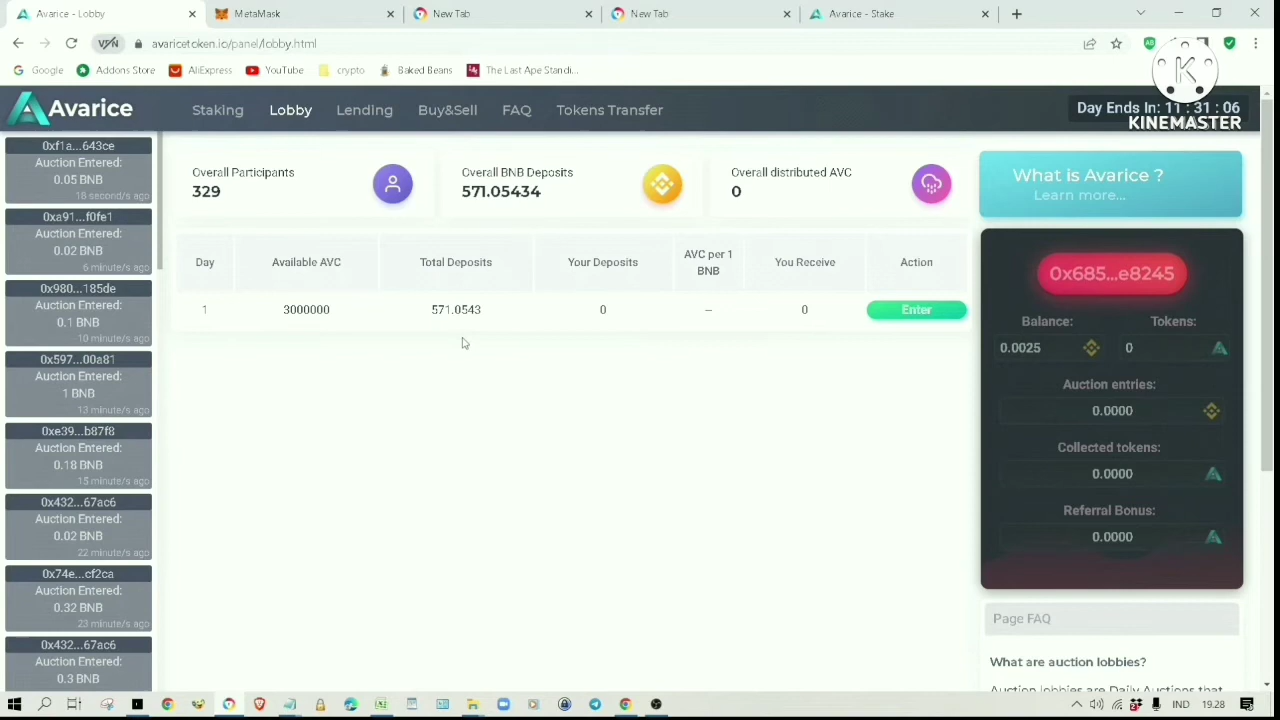 Avarice - Lobby
MetaMask
New Tab
New Tab
Avarice - Stake
VPN
avaricetoken.io/panel/lobby.html
Google
Addons Store
AliExpress
YouTube
crypto
Baked Beans
The Last Ape Standi...
K
KINEMASTER
Avarice
Staking
Lobby
Lending
Buy&Sell
FAQ
Tokens Transfer
Day Ends In: 11:31:06
0xf1a...643ce
Auction Entered:
0.05 BNB
18 second/s ago
0xa91...f0fe1
Auction Entered:
0.02 BNB
6 minute/s ago
0x980...185de
Auction Entered:
0.1 BNB
10 minute/s ago
0x597...00a81
Auction Entered:
1 BNB
13 minute/s ago
0xe39...b87f8
Auction Entered:
0.18 BNB
15 minute/s ago
0x432...67ac6
Auction Entered:
0.02 BNB
22 minute/s ago
0x74e...cf2ca
Auction Entered:
0.32 BNB
23 minute/s ago
0x432...67ac6
Auction Entered:
0.3 BNB
Overall Participants
329
Overall BNB Deposits
571.05434
Overall distributed AVC
0
Day
Available AVC
Total Deposits
Your Deposits
AVC per 1
BNB
You Receive
Action
1
3000000
571.0543
0
--
0
Enter
What is Avarice ?
Learn more...
0x685...e8245
Balance:
Tokens:
0.0025
0
Auction entries:
0.0000
Collected tokens:
0.0000
Referral Bonus:
0.0000
Page FAQ
What are auction lobbies?
Auction lobbies are Daily Auctions that
IND
19.28